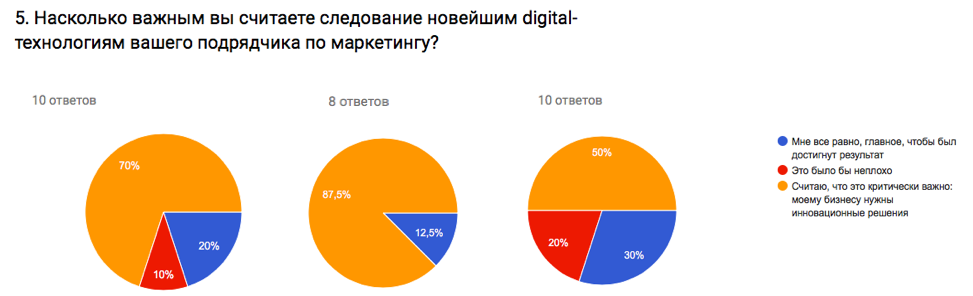 5. Насколько важным вы считаете следование новейшим digital-
технологиям вашего подрядчика по маркетингу?
10 ответов
8 ответов
10 ответов
70%
20%
10%
87,5%
12,5%
50%
20%
30%
Мне все равно, главное, чтобы был
достигнут результат
Это было бы неплохо
Считаю, что это критически важно:
моему бизнесу нужны
инновационные решения